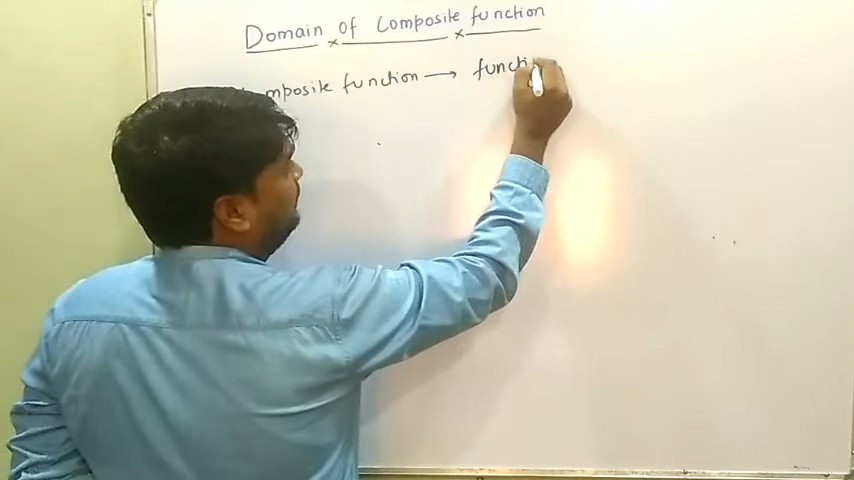 Domain of Composite function
mposite function → functi